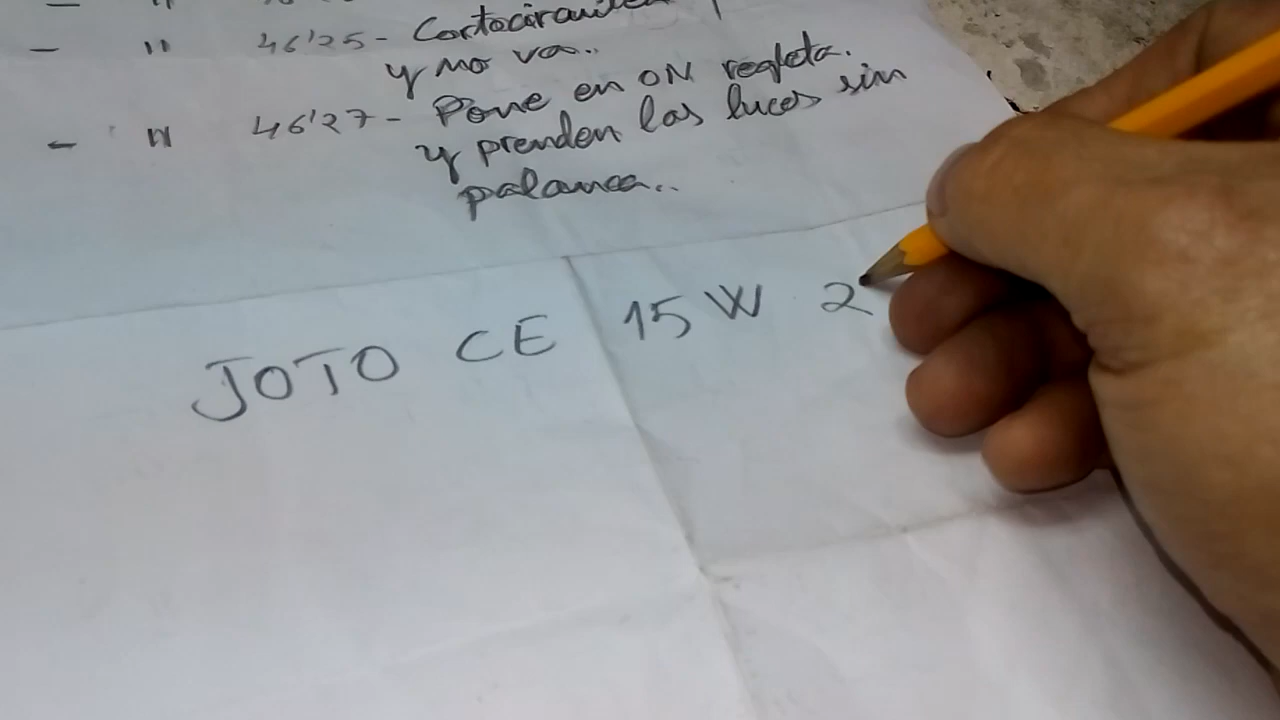 - " 46'25- Cortocircuiten
y no va..
- " 46'27- Pone en ON regleta.
y prenden las luces sin
palanca..
JOTO CE 15W 2